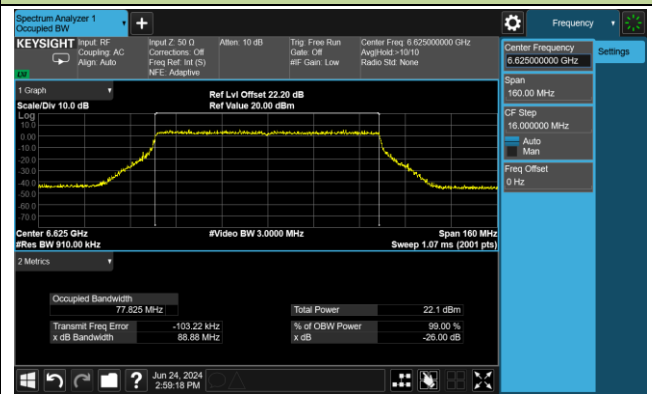 Spectrum Analyzer 1
Occupied BW
+
Frequency
KEYSIGHT
Input: RF
Coupling: AC
Align: Auto
Input Z: 50 Ω
Corrections: Off
Freq Ref: Int (S)
NFE: Adaptive
Atten: 10 dB
Trig: Free Run
Gate: Off
#IF Gain: Low
Center Freq: 6.625000000 GHz
Avg|Hold:>10/10
Radio Std: None
LXI
Center Frequency
6.625000000 GHz
Settings
Span
160.00 MHz
CF Step
16.000000 MHz
Auto
Man
Freq Offset
0 Hz
1 Graph
Scale/Div 10.0 dB
Ref Lvl Offset 22.20 dB
Ref Value 20.00 dBm
Log
10.0
0.00
-10.0
-20.0
-30.0
-40.0
-50.0
-60.0
-70.0
Center 6.625 GHz
#Res BW 910.00 kHz
#Video BW 3.0000 MHz
Span 160 MHz
Sweep 1.07 ms (2001 pts)
2 Metrics
Occupied Bandwidth
77.825 MHz
Total Power 22.1 dBm
Transmit Freq Error -103.22 kHz
% of OBW Power 99.00 %
x dB Bandwidth 88.88 MHz
x dB -26.00 dB
?
Jun 24, 2024
2:59:18 PM